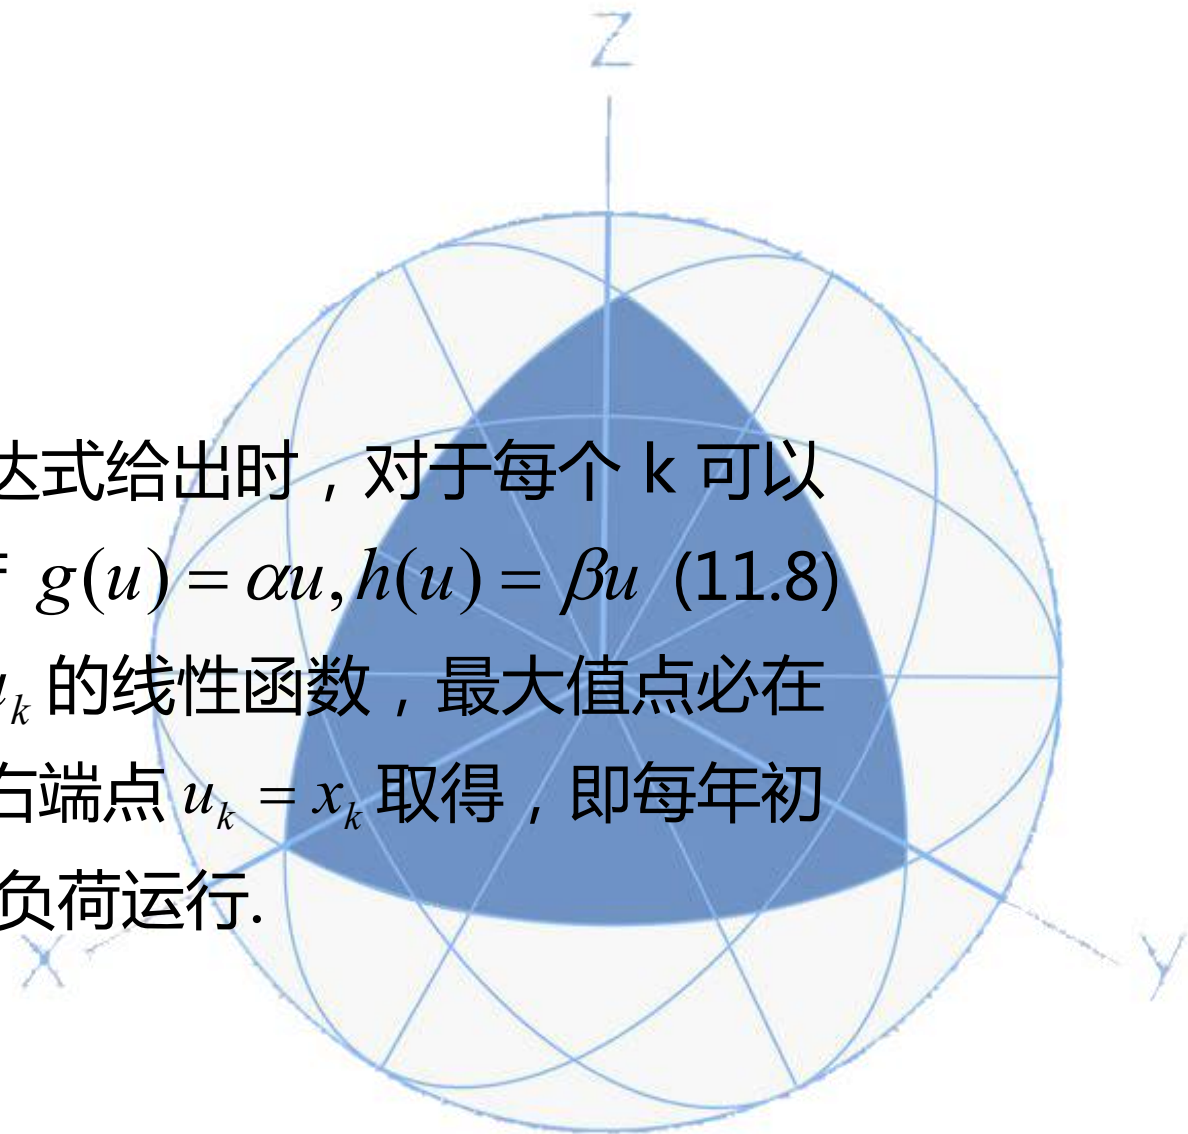 Z
达式给出时，对于每个 k 可以
g(u) = αu, h(u) = βu (11.8)
u_k 的线性函数，最大值点必在
右端点 u_k = x_k 取得，即每年初
负荷运行.
X
Y